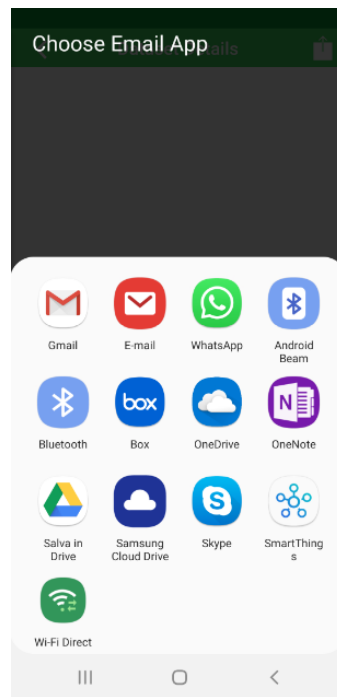 Choose Email App
Gmail
E-mail
WhatsApp
Android
Beam
box
N
Bluetooth
Box
OneDrive
OneNote
S
Salva in
Drive
Samsung
Cloud Drive
Skype
SmartThing
s
Wi-Fi Direct